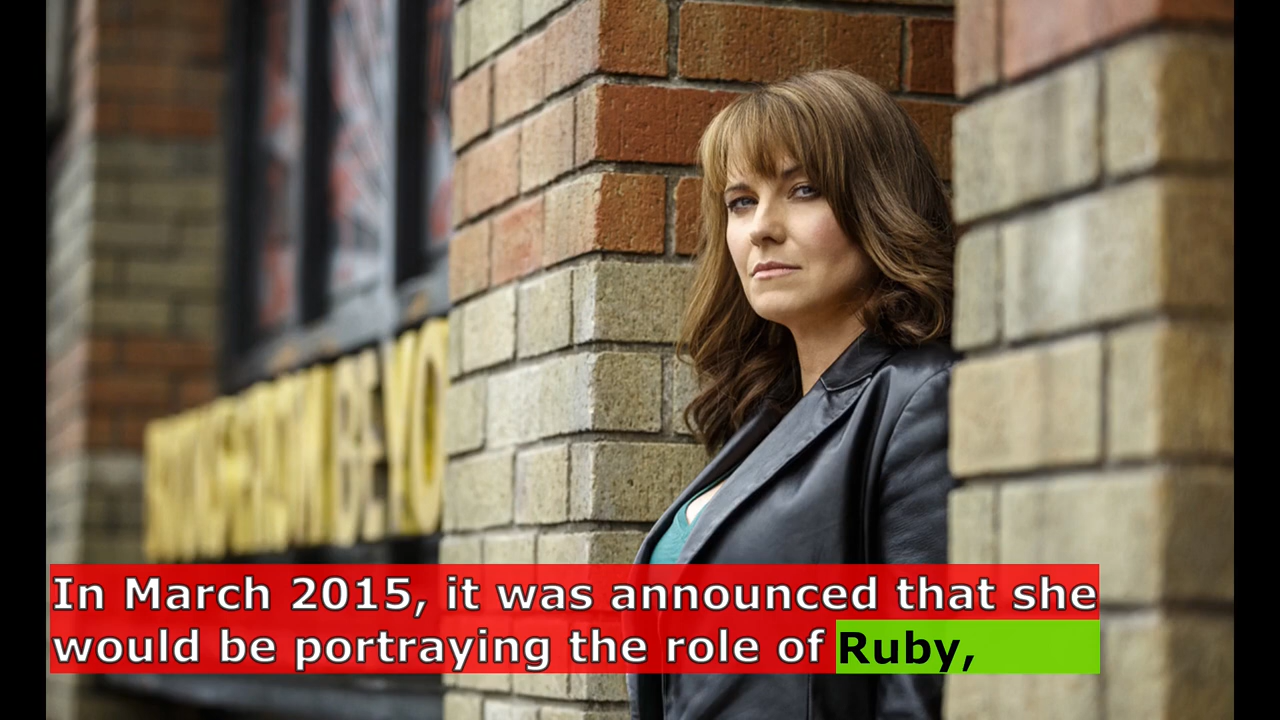 In March 2015, it was announced that she
would be portraying the role of Ruby,